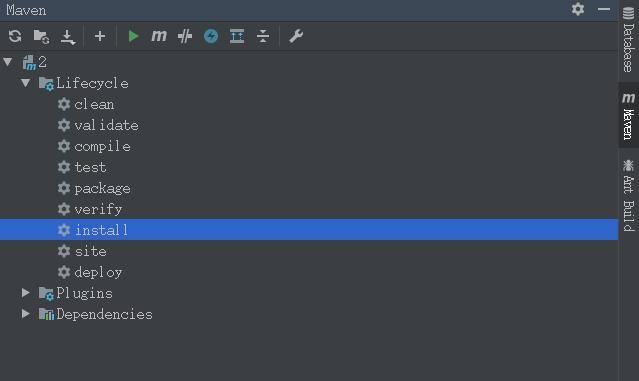 Maven
m
2
Lifecycle
clean
validate
compile
test
package
verify
install
site
deploy
Plugins
Dependencies
Database
m Maven
Ant Build